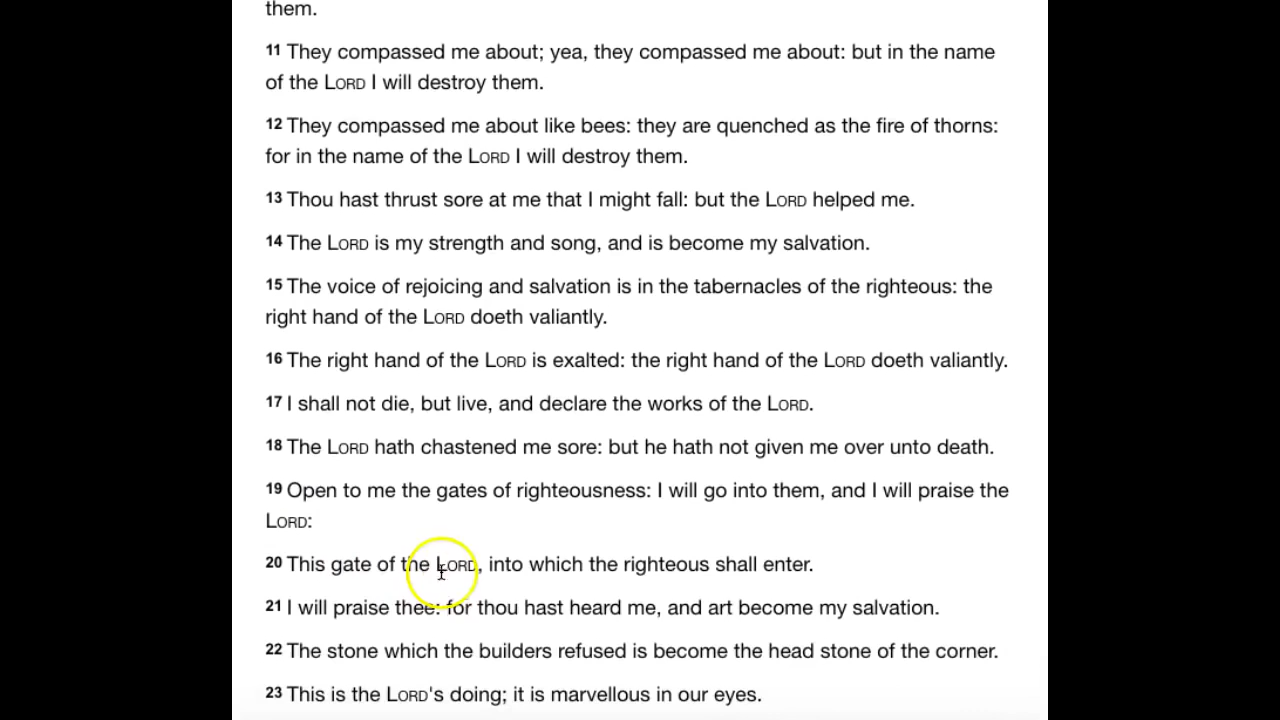 them.
11 They compassed me about; yea, they compassed me about: but in the name
of the LORD I will destroy them.
12 They compassed me about like bees: they are quenched as the fire of thorns:
for in the name of the LORD I will destroy them.
13 Thou hast thrust sore at me that I might fall: but the LORD helped me.
14 The LORD is my strength and song, and is become my salvation.
15 The voice of rejoicing and salvation is in the tabernacles of the righteous: the
right hand of the LORD doeth valiantly.
16 The right hand of the LORD is exalted: the right hand of the LORD doeth valiantly.
17 I shall not die, but live, and declare the works of the LORD.
18 The LORD hath chastened me sore: but he hath not given me over unto death.
19 Open to me the gates of righteousness: I will go into them, and I will praise the
LORD:
20 This gate of the LORD, into which the righteous shall enter.
21 I will praise thee: for thou hast heard me, and art become my salvation.
22 The stone which the builders refused is become the head stone of the corner.
23 This is the LORD's doing; it is marvellous in our eyes.